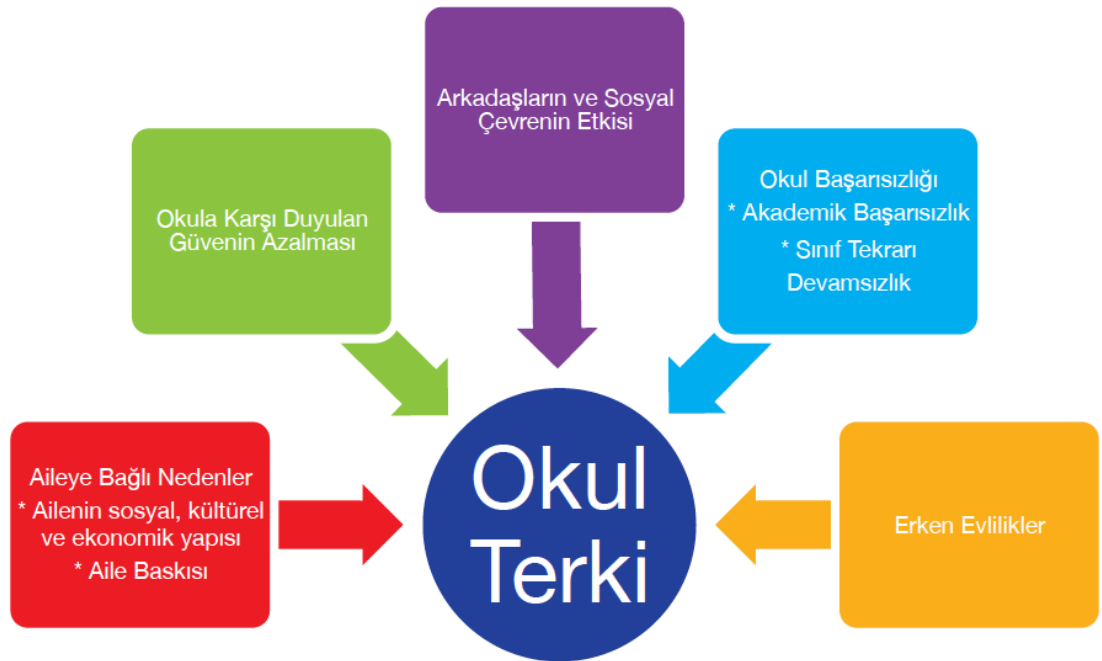 Arkadaşların ve Sosyal
Çevrenin Etkisi
Okula Karşı Duyulan
Güvenin Azalması
Okul Başarısızlığı
* Akademik Başarısızlık
* Sınıf Tekrarı
Devamsızlık
Aileye Bağlı Nedenler
* Ailenin sosyal, kültürel
ve ekonomik yapısı
* Aile Baskısı
Okul
Terki
Erken Evlilikler